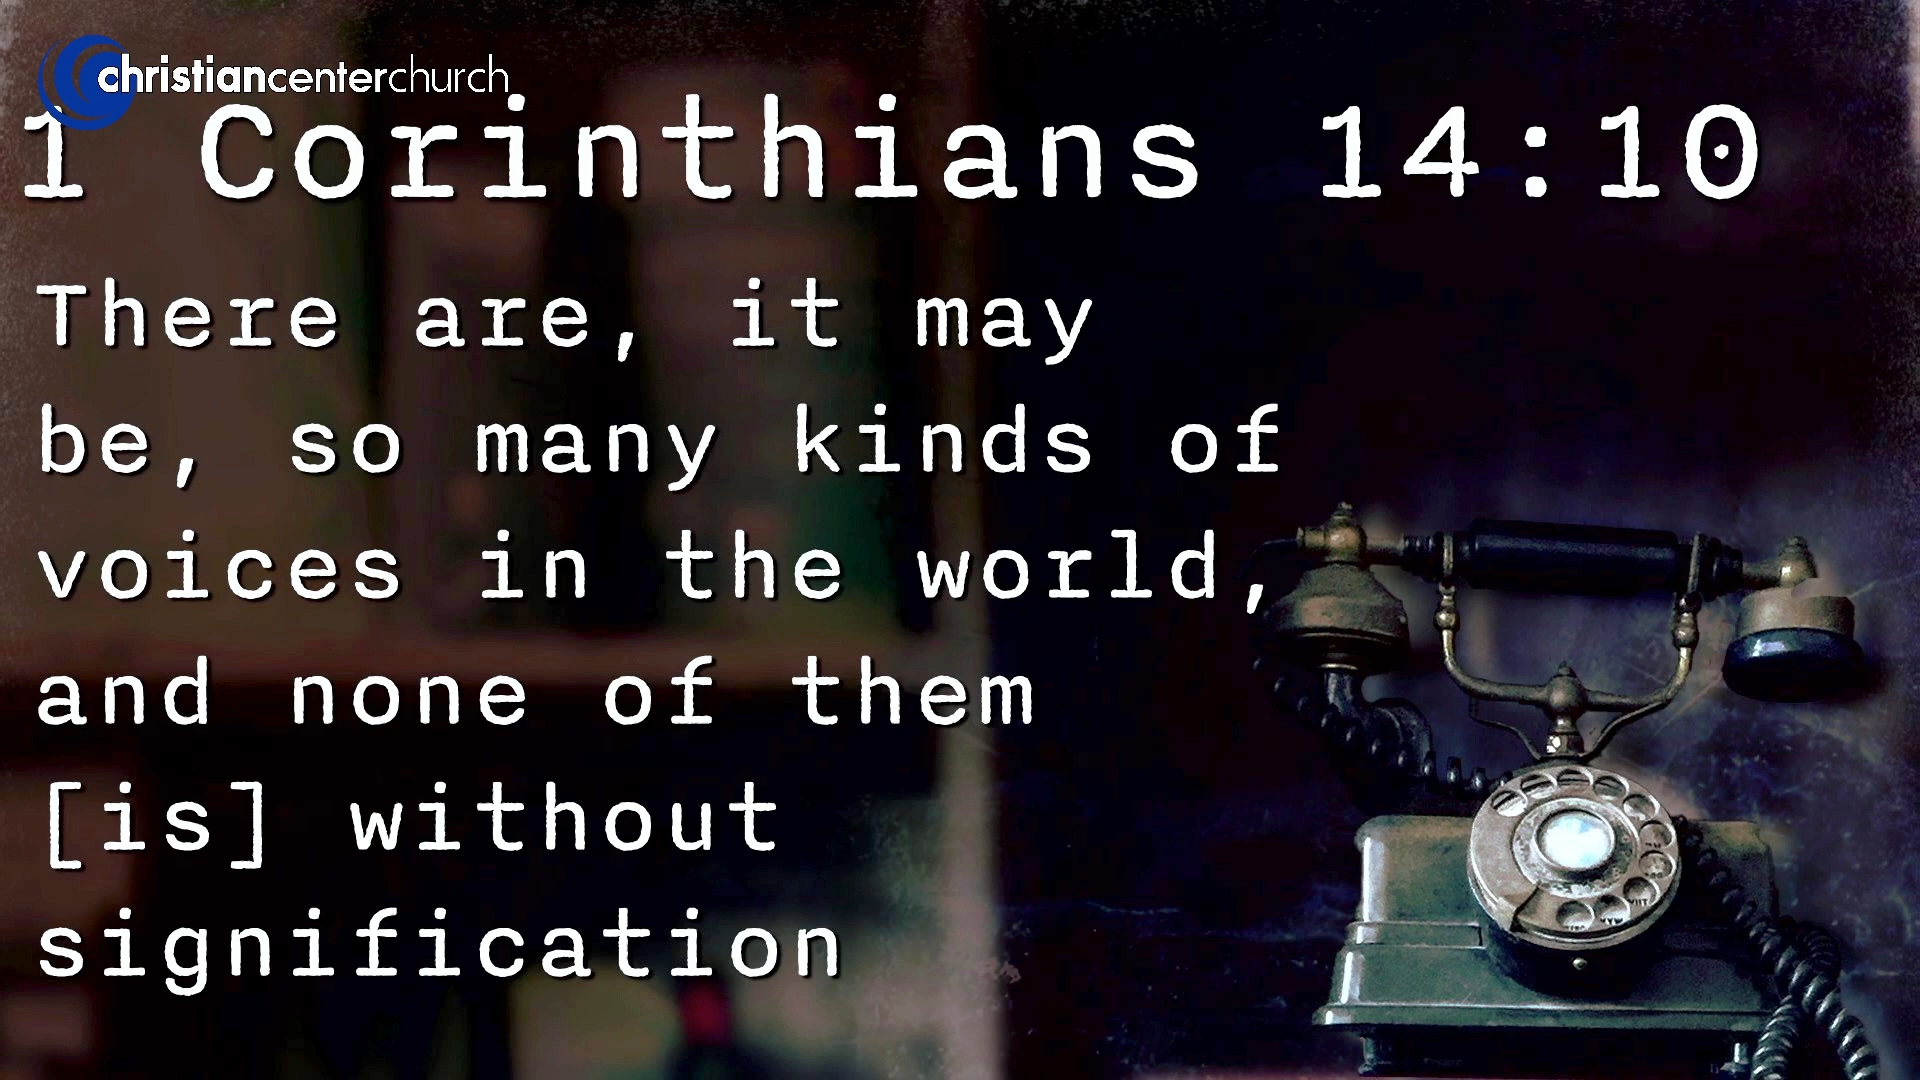 christiancenterchurch
1 Corinthians 14:10
There are, it may
be, so many kinds of
voices in the world,
and none of them
[is] without
signification